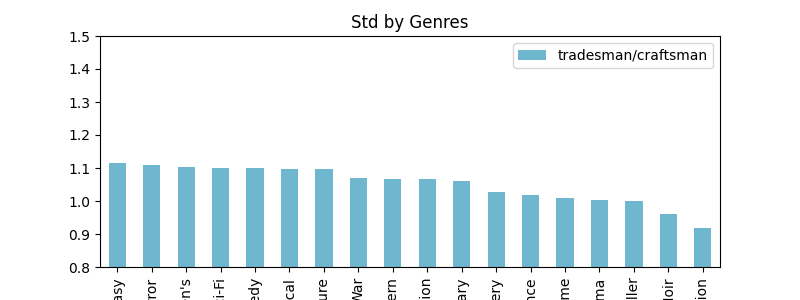 Std by Genres
tradesman/craftsman
1.5
1.4
1.3
1.2
1.1
1.0
0.9
0.8
asy
rror
n's
i-Fi
edy
cal
ure
War
ern
ion
ary
ery
nce
me
ma
ller
loir
ion